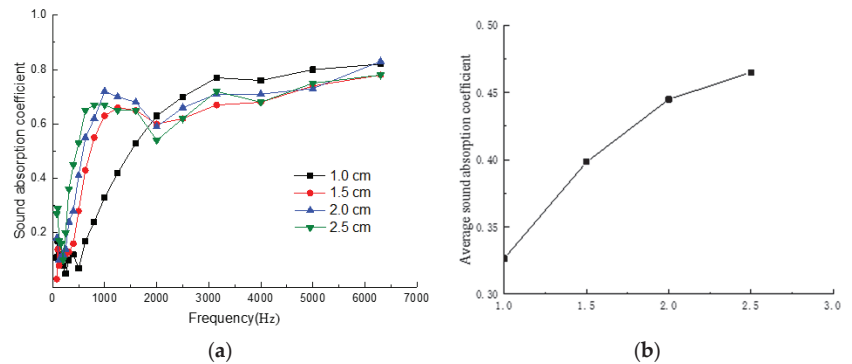 1.0
0.8
0.6
0.4
0.2
Sound absorption coefficient
1.0 cm
1.5 cm
2.0 cm
2.5 cm
0 1000 2000 3000 4000 5000 6000 7000
Frequency(Hz)
(a)
0.50
0.45
0.40
0.35
0.30
Average sound absorption coefficient
1.0 1.5 2.0 2.5 3.0
(b)